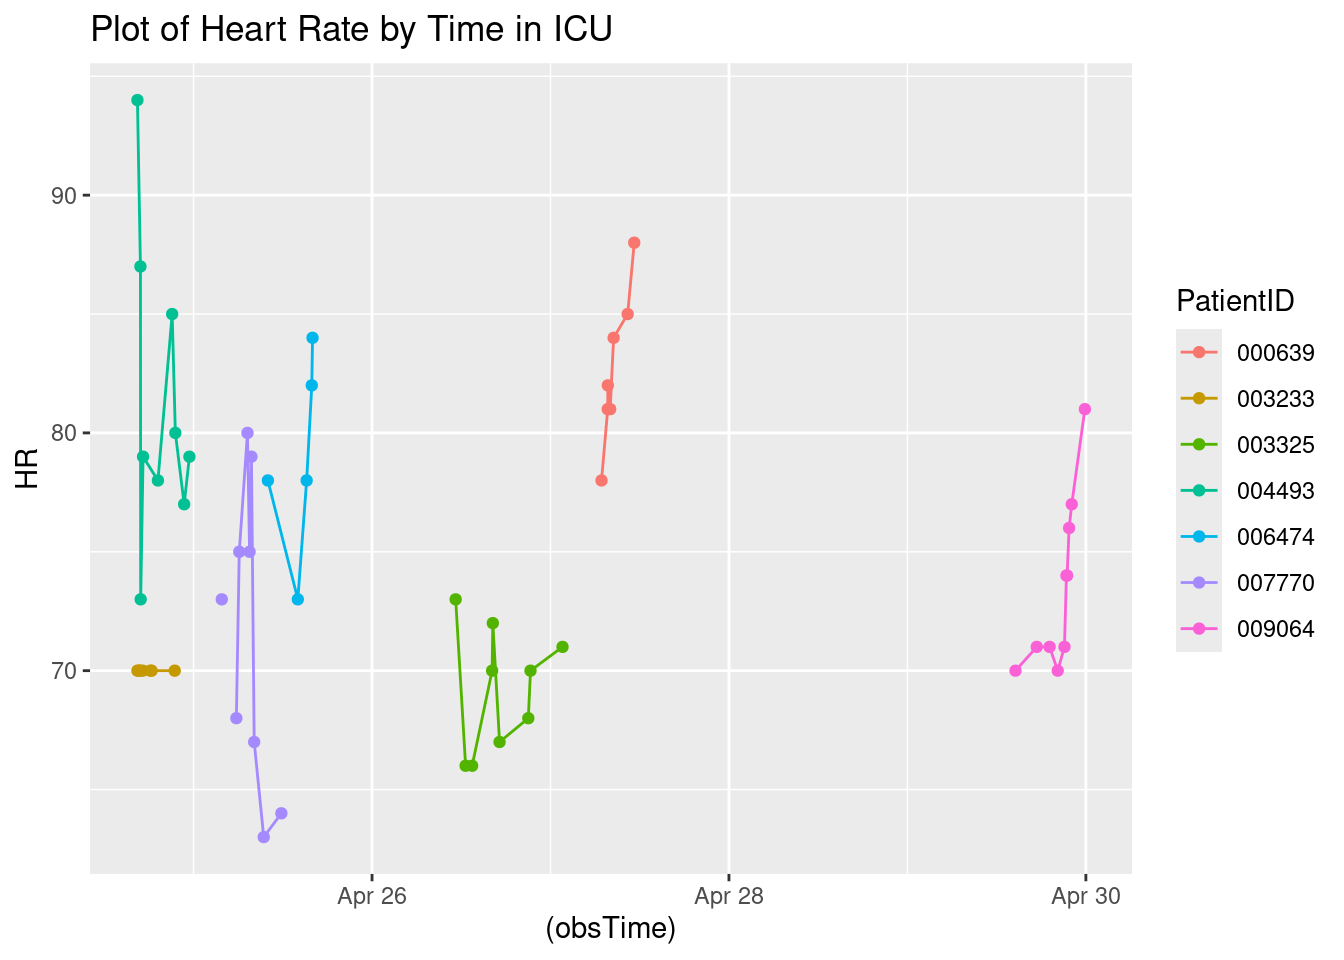 Plot of Heart Rate by Time in ICU
90
80
70
HR
Apr 26
Apr 28
Apr 30
(obsTime)
PatientID
000639
003233
003325
004493
006474
007770
009064